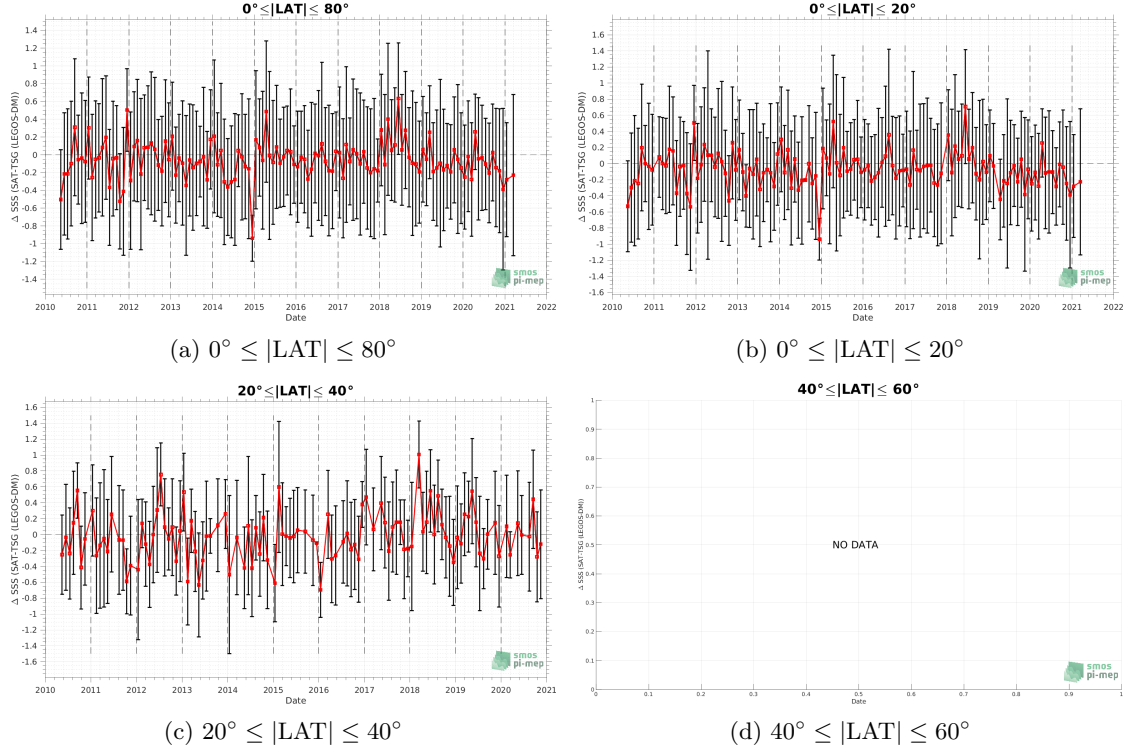 0°≤|LAT|≤ 80°
Δ SSS (SAT-TSG (LEGOS-DM))
1.4
1.2
1
0.8
0.6
0.4
0.2
0
-0.2
-0.4
-0.6
-0.8
-1
-1.2
-1.4
2010 2011 2012 2013 2014 2015 2016 2017 2018 2019 2020 2021 2022
Date
smos
pi-mep
(a) 0° ≤ |LAT| ≤ 80°
0°≤|LAT|≤ 20°
Δ SSS (SAT-TSG (LEGOS-DM))
1.6
1.4
1.2
1
0.8
0.6
0.4
0.2
0
-0.2
-0.4
-0.6
-0.8
-1
-1.2
-1.4
-1.6
2010 2011 2012 2013 2014 2015 2016 2017 2018 2019 2020 2021 2022
Date
smos
pi-mep
(b) 0° ≤ |LAT| ≤ 20°
20°≤|LAT|≤ 40°
Δ SSS (SAT-TSG (LEGOS-DM))
1.6
1.4
1.2
1
0.8
0.6
0.4
0.2
0
-0.2
-0.4
-0.6
-0.8
-1
-1.2
-1.4
-1.6
2010 2011 2012 2013 2014 2015 2016 2017 2018 2019 2020 2021
Date
smos
pi-mep
(c) 20° ≤ |LAT| ≤ 40°
40°≤|LAT|≤ 60°
Δ SSS (SAT-TSG (LEGOS-DM))
1
0.9
0.8
0.7
0.6
0.5
0.4
0.3
0.2
0.1
0
NO DATA
0 0.1 0.2 0.3 0.4 0.5 0.6 0.7 0.8 0.9 1
Date
smos
pi-mep
(d) 40° ≤ |LAT| ≤ 60°